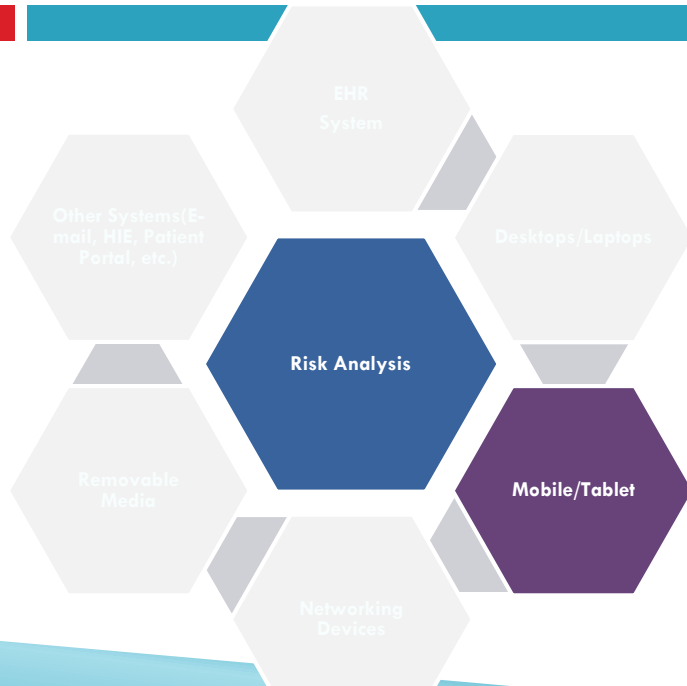 EHR
System
Other Systems(E-
mail, HIE, Patient
Portal, etc.)
Desktops/Laptops
Risk Analysis
Removable
Media
Mobile/Tablet
Networking
Devices